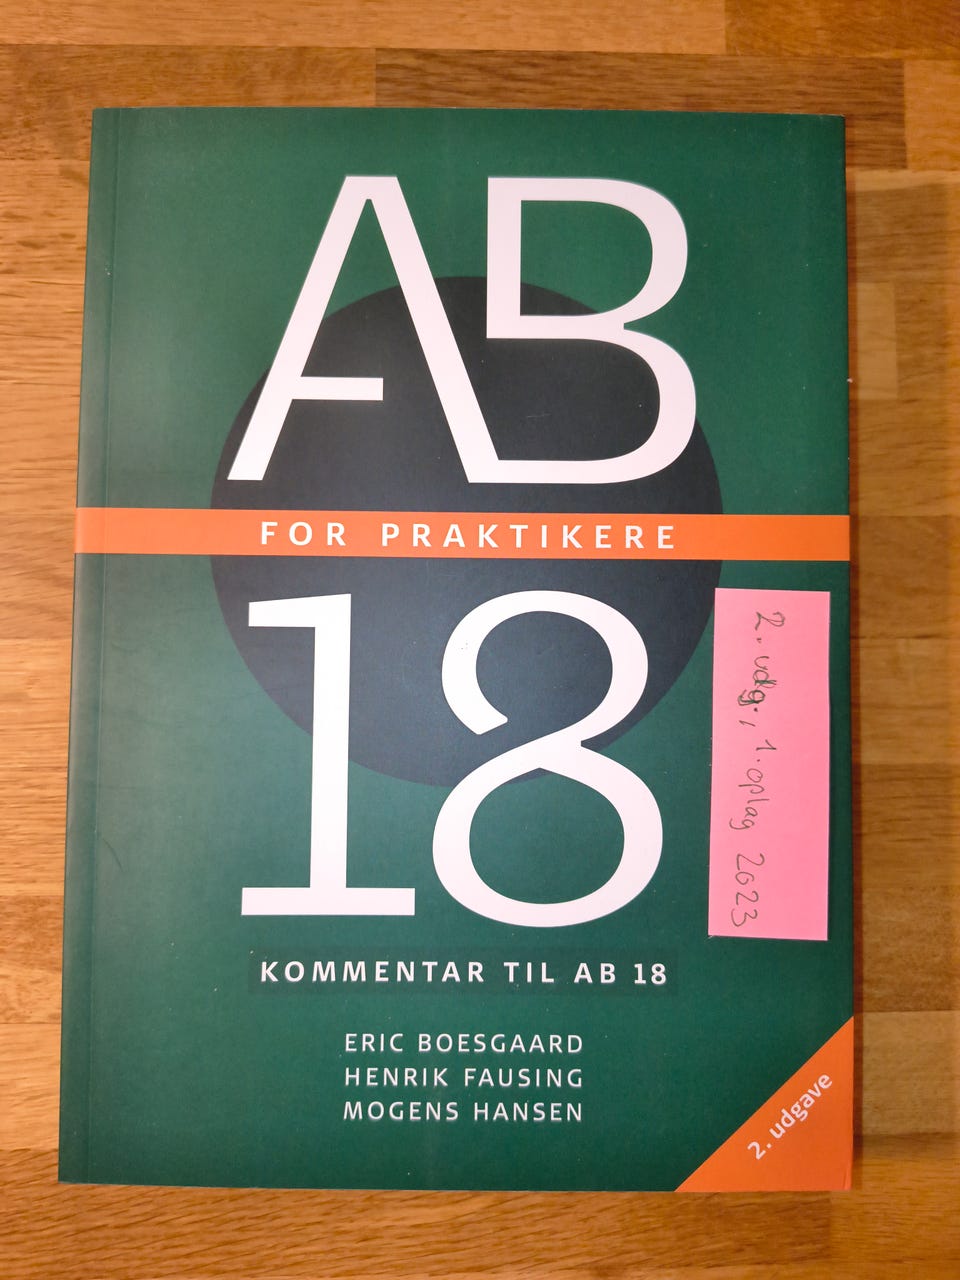 AB
FOR PRAKTIKERE
18
2. udg., 1. oplag 2023
KOMMENTAR TIL AB 18
ERIC BOESGAARD
HENRIK FAUSING
MOGENS HANSEN
2. udgave